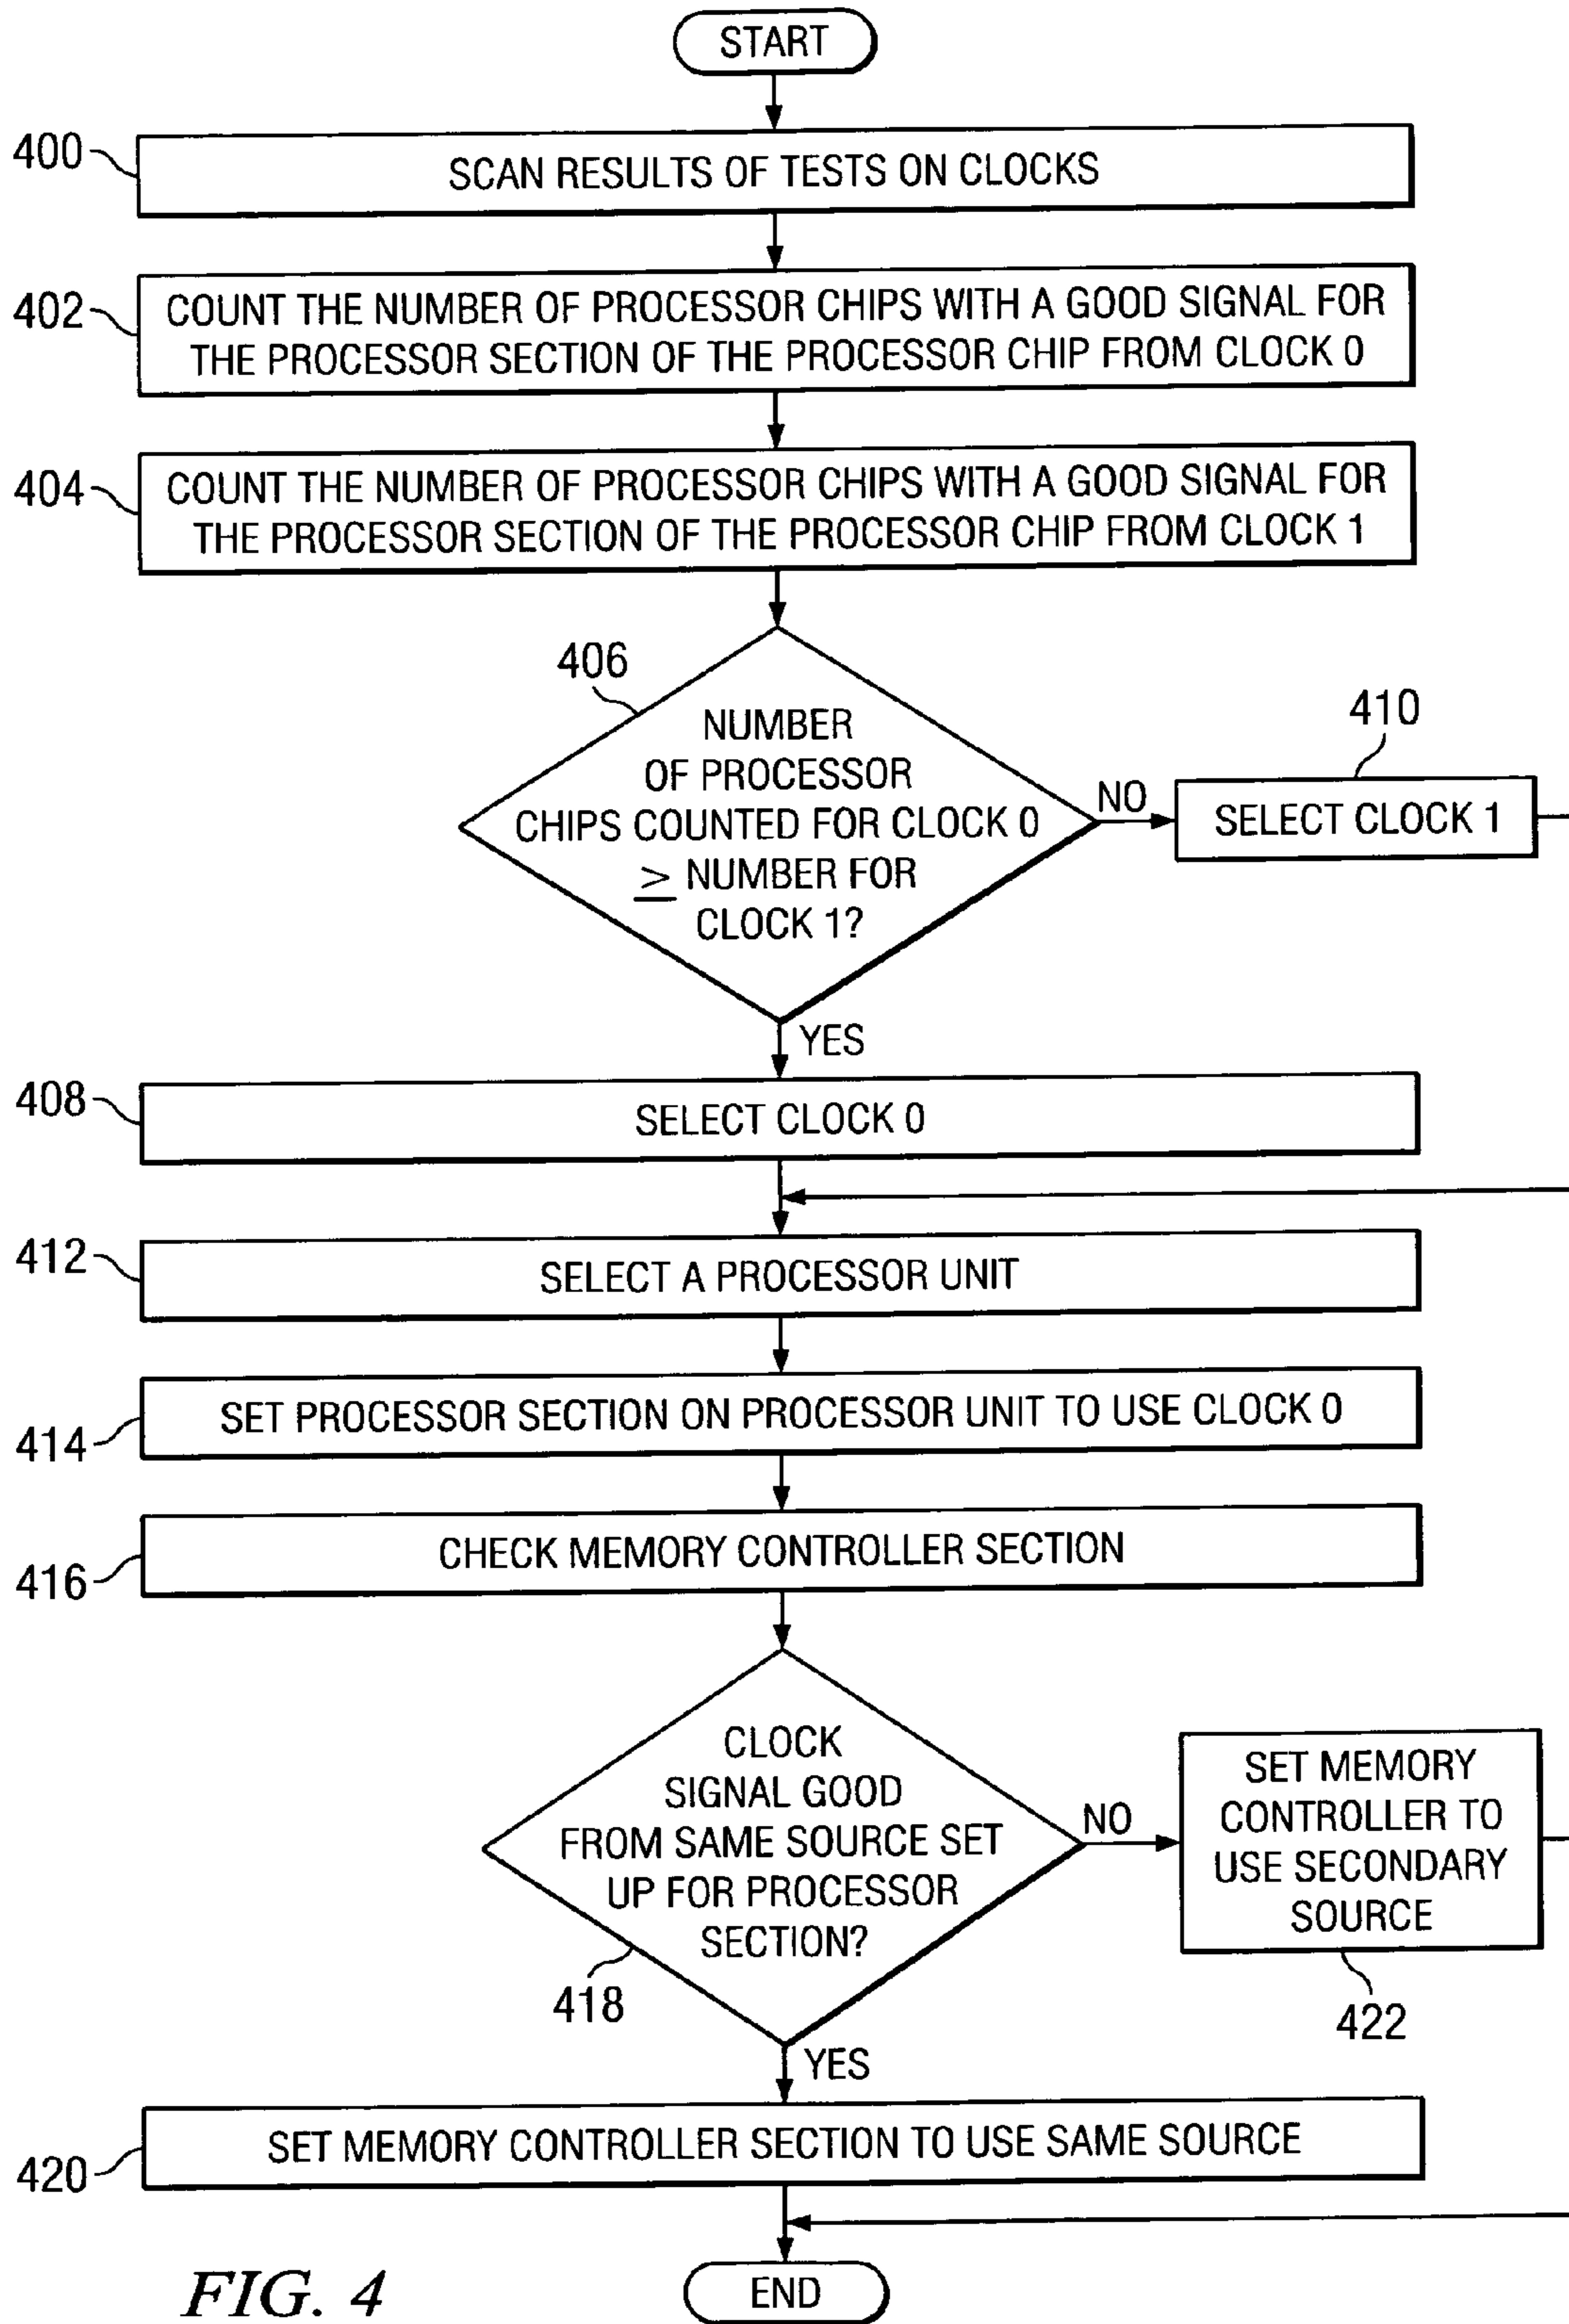 START
400
SCAN RESULTS OF TESTS ON CLOCKS
402
COUNT THE NUMBER OF PROCESSOR CHIPS WITH A GOOD SIGNAL FOR
THE PROCESSOR SECTION OF THE PROCESSOR CHIP FROM CLOCK 0
404
COUNT THE NUMBER OF PROCESSOR CHIPS WITH A GOOD SIGNAL FOR
THE PROCESSOR SECTION OF THE PROCESSOR CHIP FROM CLOCK 1
406
NUMBER
OF PROCESSOR
CHIPS COUNTED FOR CLOCK 0
≥ NUMBER FOR
CLOCK 1?
NO
410
SELECT CLOCK 1
YES
408
SELECT CLOCK 0
412
SELECT A PROCESSOR UNIT
414
SET PROCESSOR SECTION ON PROCESSOR UNIT TO USE CLOCK 0
416
CHECK MEMORY CONTROLLER SECTION
CLOCK
SIGNAL GOOD
FROM SAME SOURCE SET
UP FOR PROCESSOR
SECTION?
418
NO
SET MEMORY
CONTROLLER TO
USE SECONDARY
SOURCE
422
YES
420
SET MEMORY CONTROLLER SECTION TO USE SAME SOURCE
END
FIG. 4